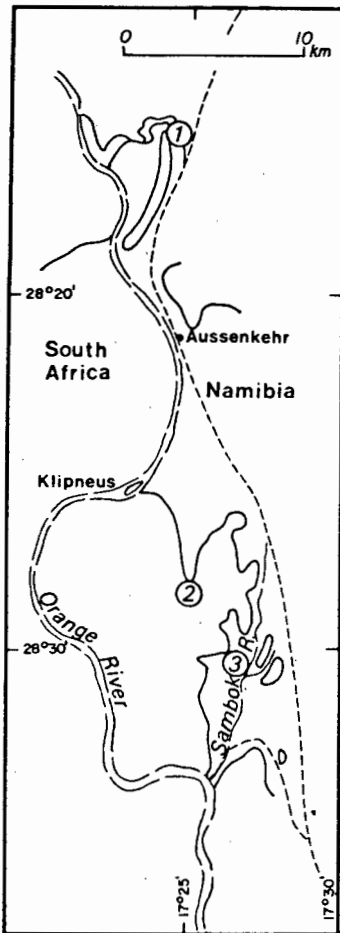 0 10
km
1
28°20'
Aussenkehr
South
Africa
Namibia
Klipneus
2
Orange
River
28°30'
3
Sambok R.
17°25'
17°30'